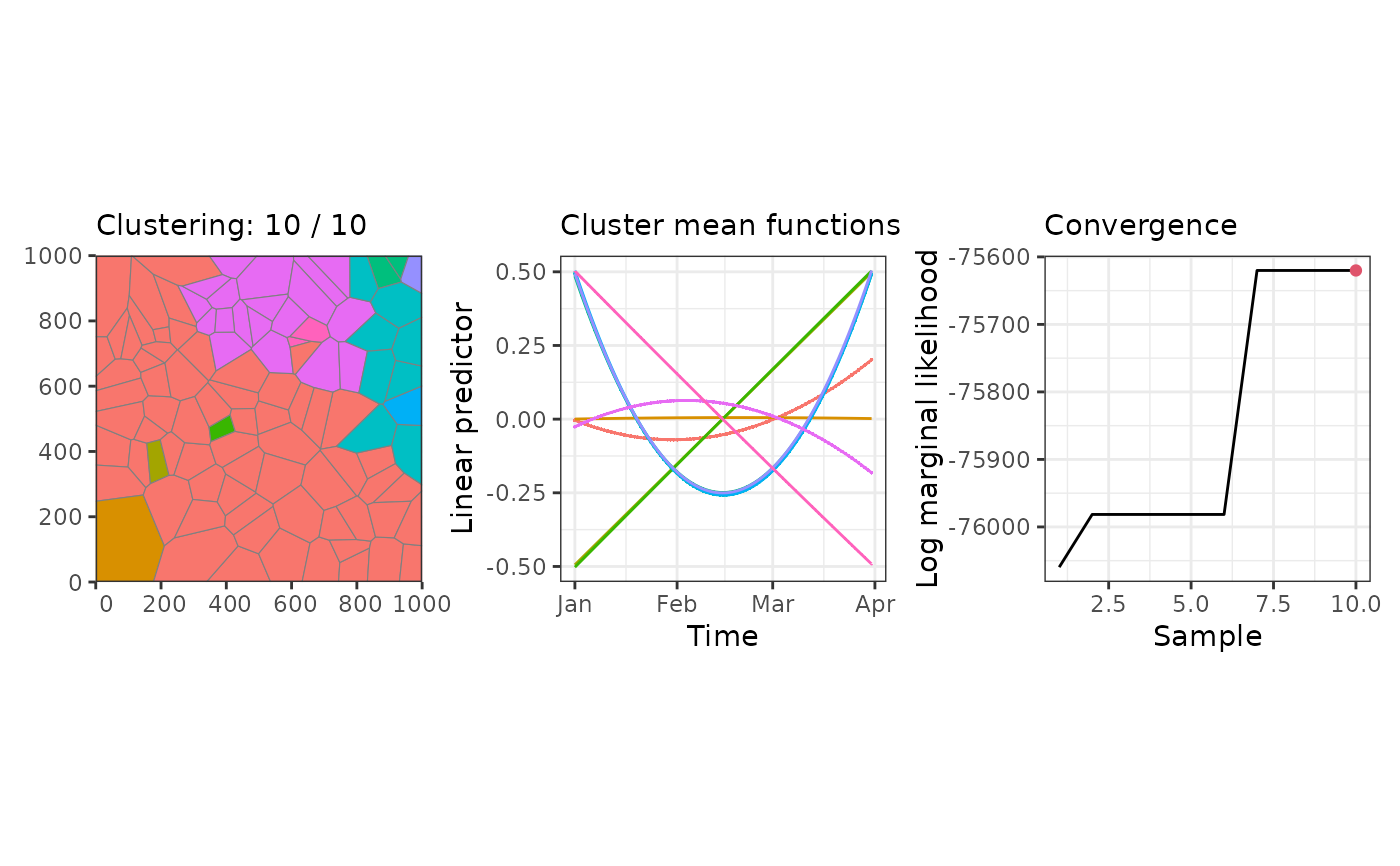 Clustering: 10 / 10
1000
800
600
400
200
0
0 200 400 600 800 1000
Cluster mean functions
Linear predictor
0.50
0.25
0.00
-0.25
-0.50
Jan Feb Mar Apr
Time
Convergence
Log marginal likelihood
-75600
-75700
-75800
-75900
-76000
2.5 5.0 7.5 10.0
Sample